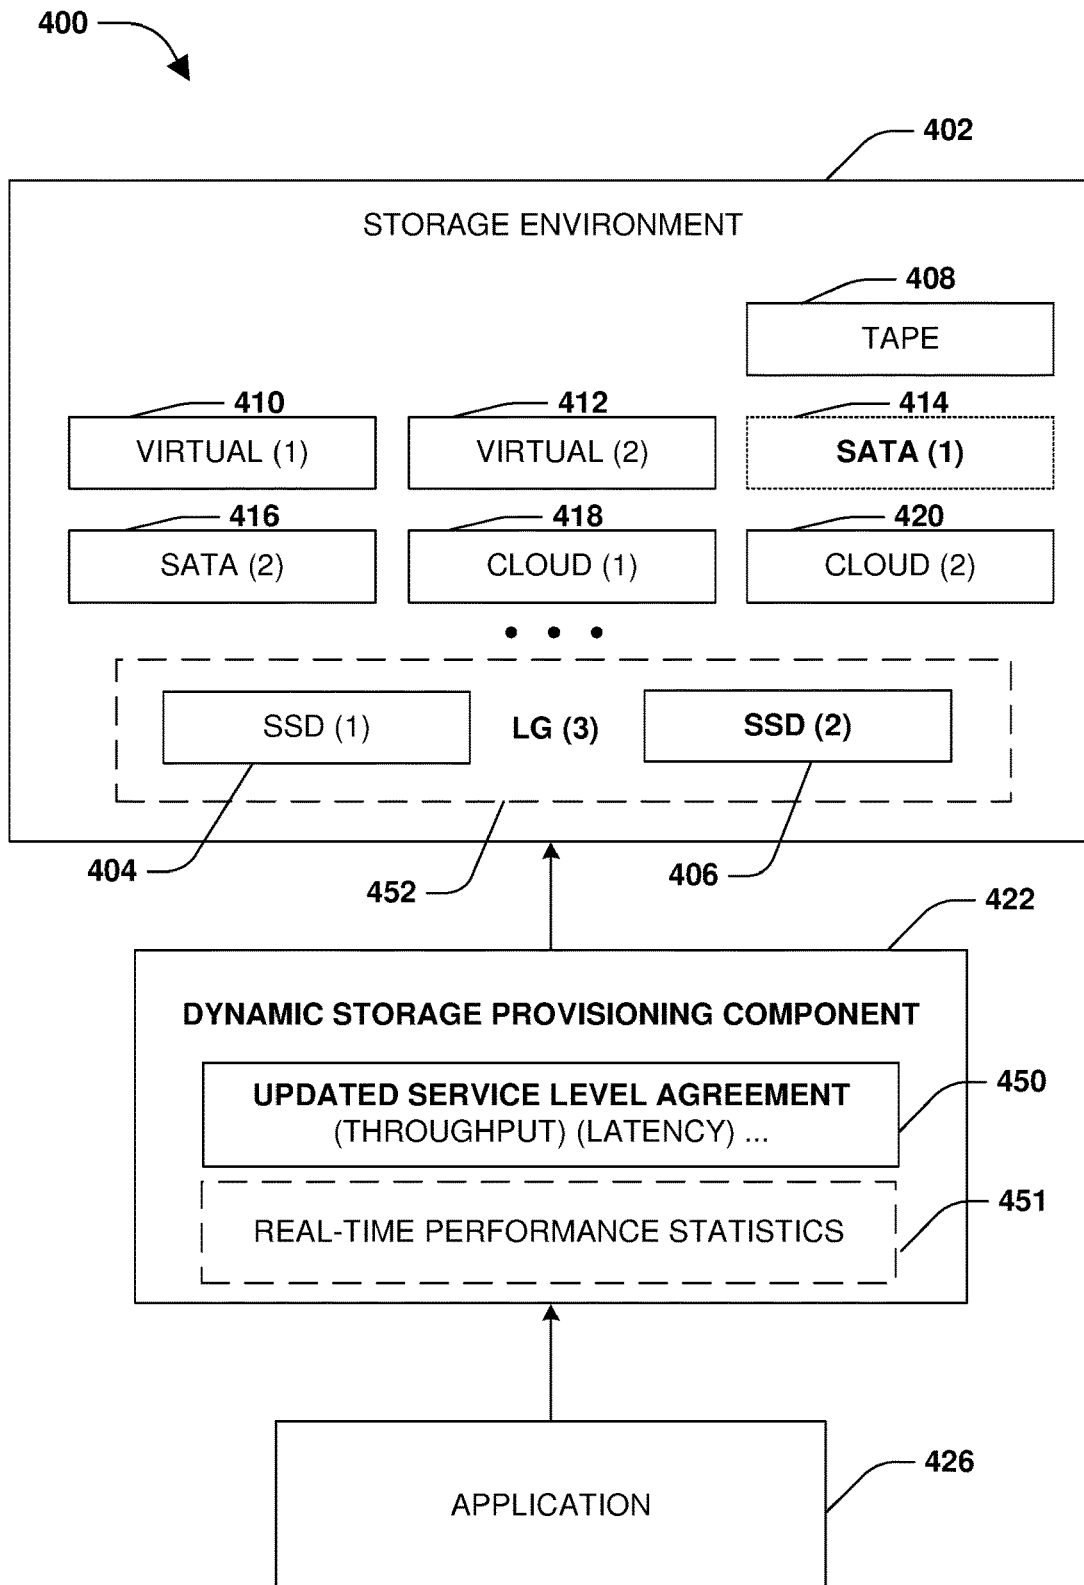 400
402
STORAGE ENVIRONMENT
408
TAPE
410
412
414
VIRTUAL (1)
VIRTUAL (2)
SATA (1)
416
418
420
SATA (2)
CLOUD (1)
CLOUD (2)
• • •
SSD (1)
LG (3)
SSD (2)
404
452
406
422
DYNAMIC STORAGE PROVISIONING COMPONENT
UPDATED SERVICE LEVEL AGREEMENT
(THROUGHPUT) (LATENCY) ...
450
REAL-TIME PERFORMANCE STATISTICS
451
APPLICATION
426